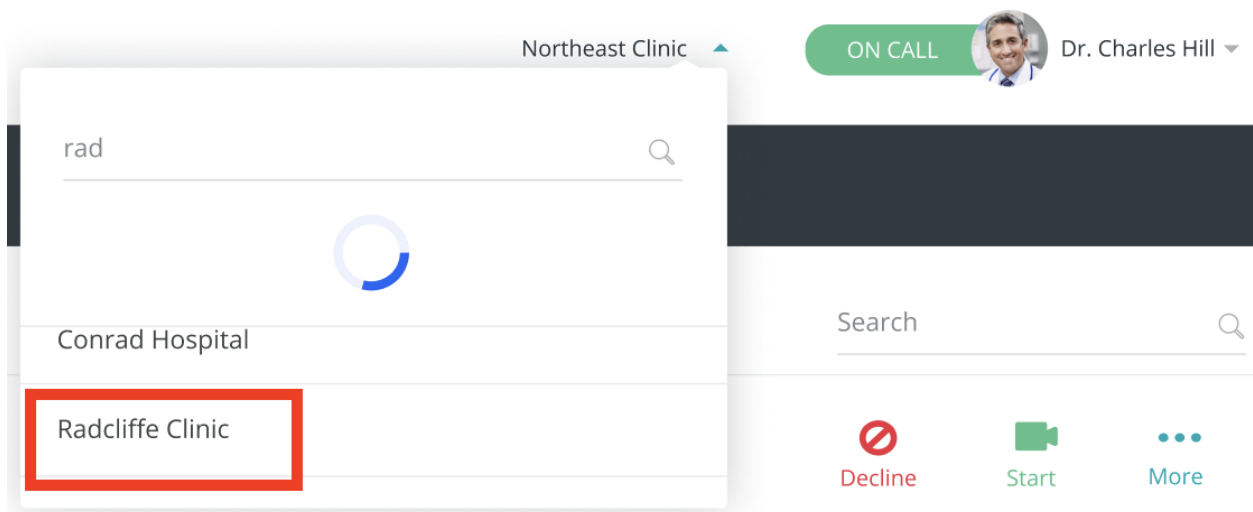 Northeast Clinic
ON CALL
Dr. Charles Hill
rad
Conrad Hospital
Radcliffe Clinic
Search
Decline
Start
More